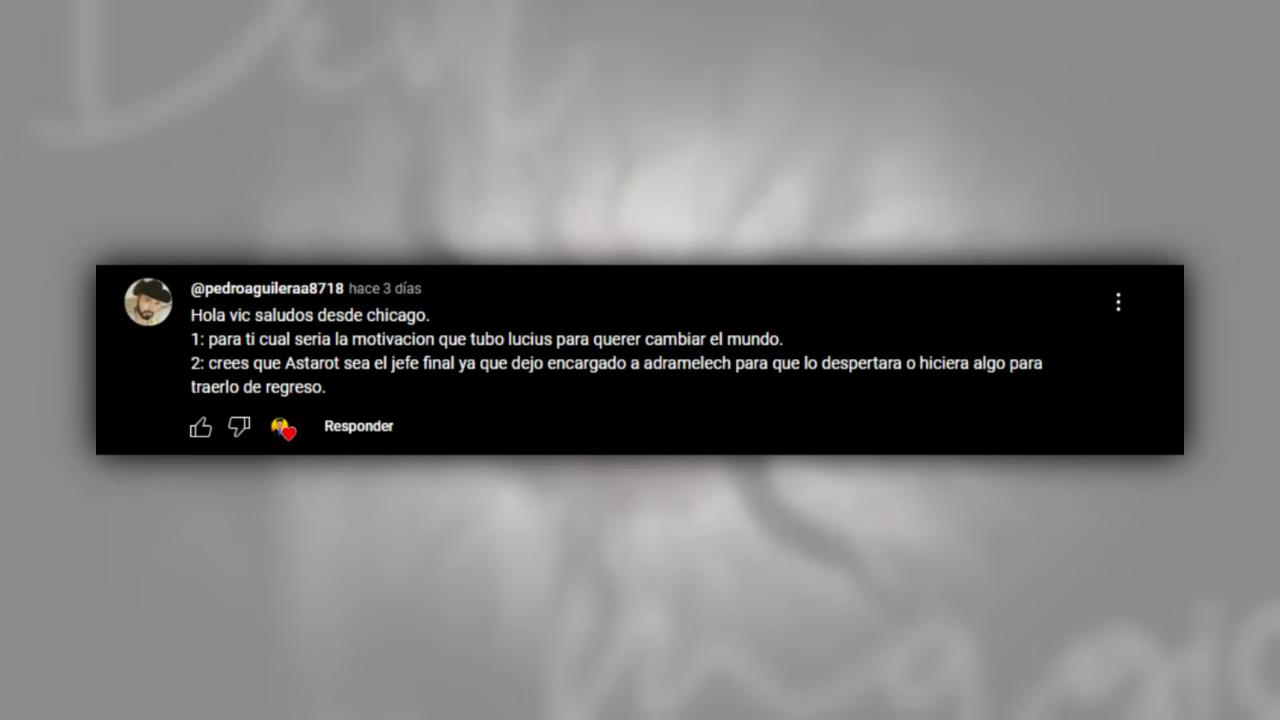 @pedroaguileraa8718 hace 3 días
Hola vic saludos desde chicago.
1: para ti cual seria la motivacion que tubo lucius para querer cambiar el mundo.
2: crees que Astarot sea el jefe final ya que dejo encargado a adramelech para que lo despertara o hiciera algo para
traerlo de regreso.
Responder